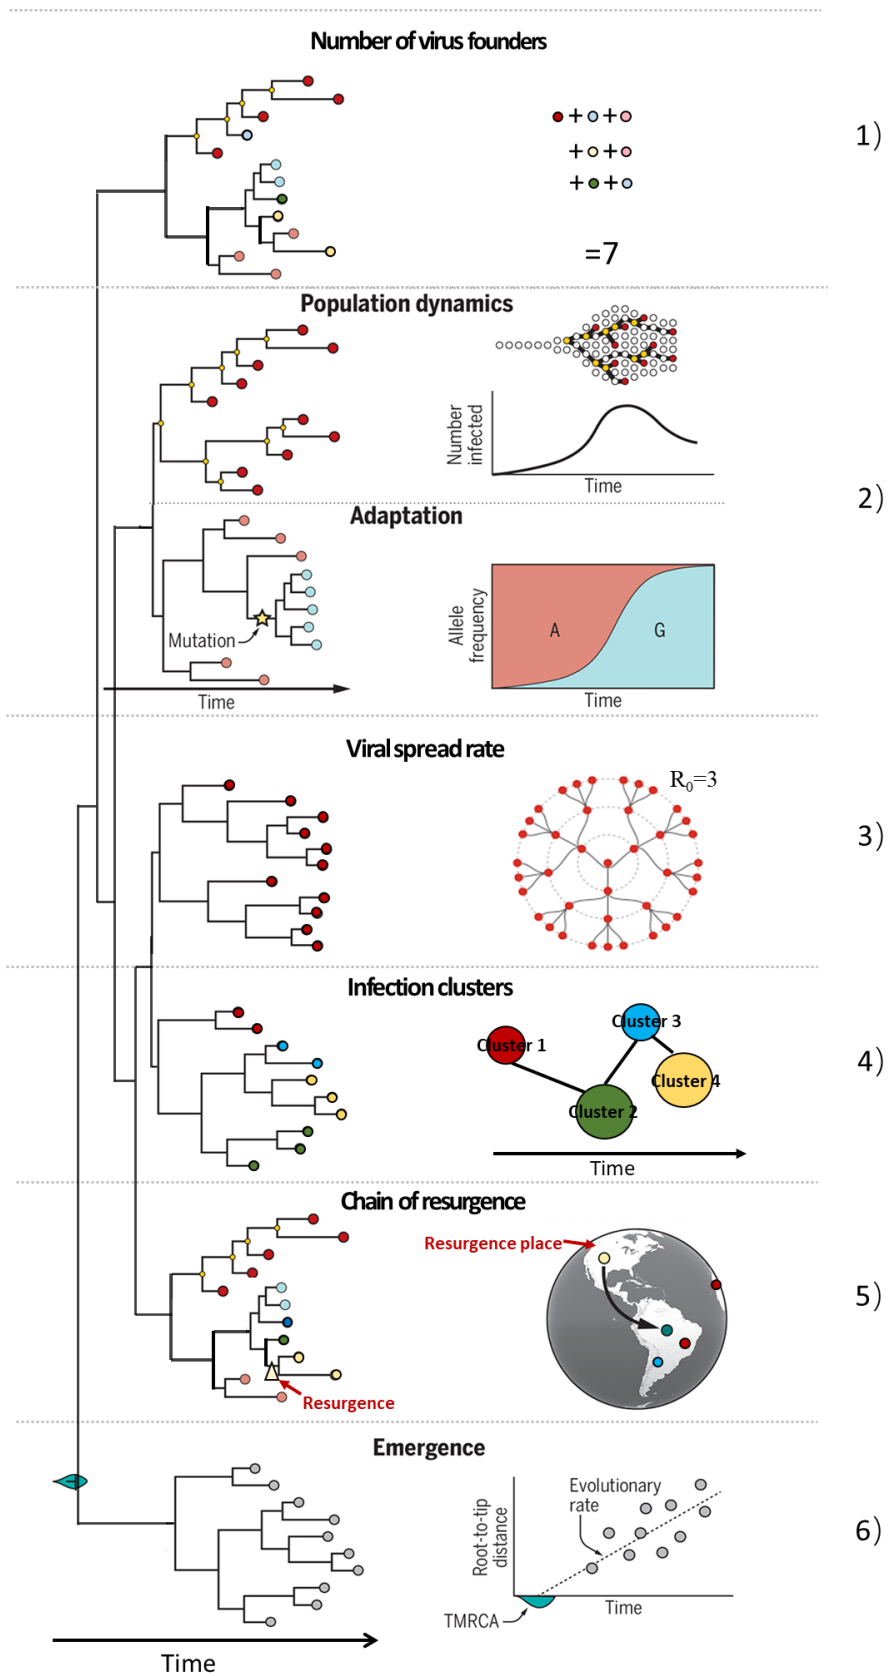 Number of virus founders
1)
+ +
+ +
+ +
=7
Population dynamics
Number
infected
Time
2)
Adaptation
Mutation
Time
Allele
frequency
A
G
Time
Viral spread rate
R₀=3
3)
Infection clusters
Cluster 1
Cluster 3
Cluster 4
Cluster 2
Time
4)
Chain of resurgence
Resurgence place
5)
Resurgence
Emergence
Evolutionary
rate
Root-to-tip
distance
Time
TMRCA
6)
Time